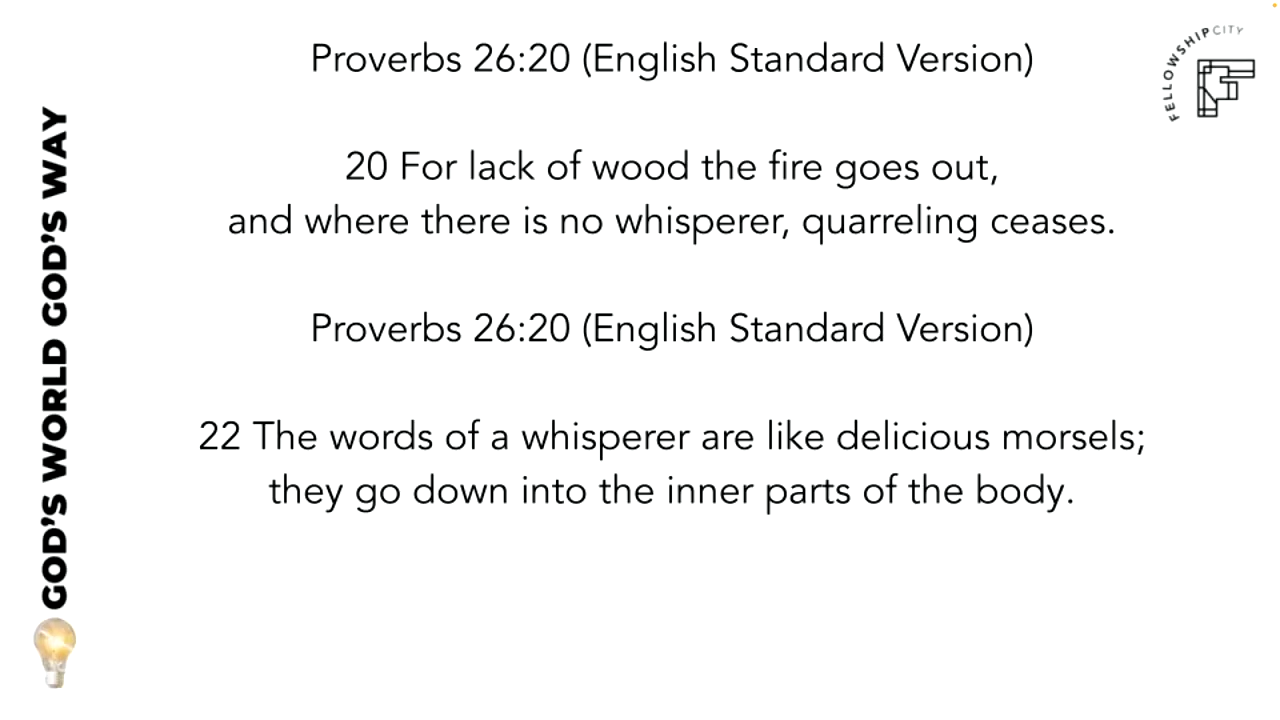 Proverbs 26:20 (English Standard Version)
FELLOWSHIPCITY
20 For lack of wood the fire goes out,
and where there is no whisperer, quarreling ceases.
Proverbs 26:20 (English Standard Version)
22 The words of a whisperer are like delicious morsels;
they go down into the inner parts of the body.
GOD'S WORLD GOD'S WAY